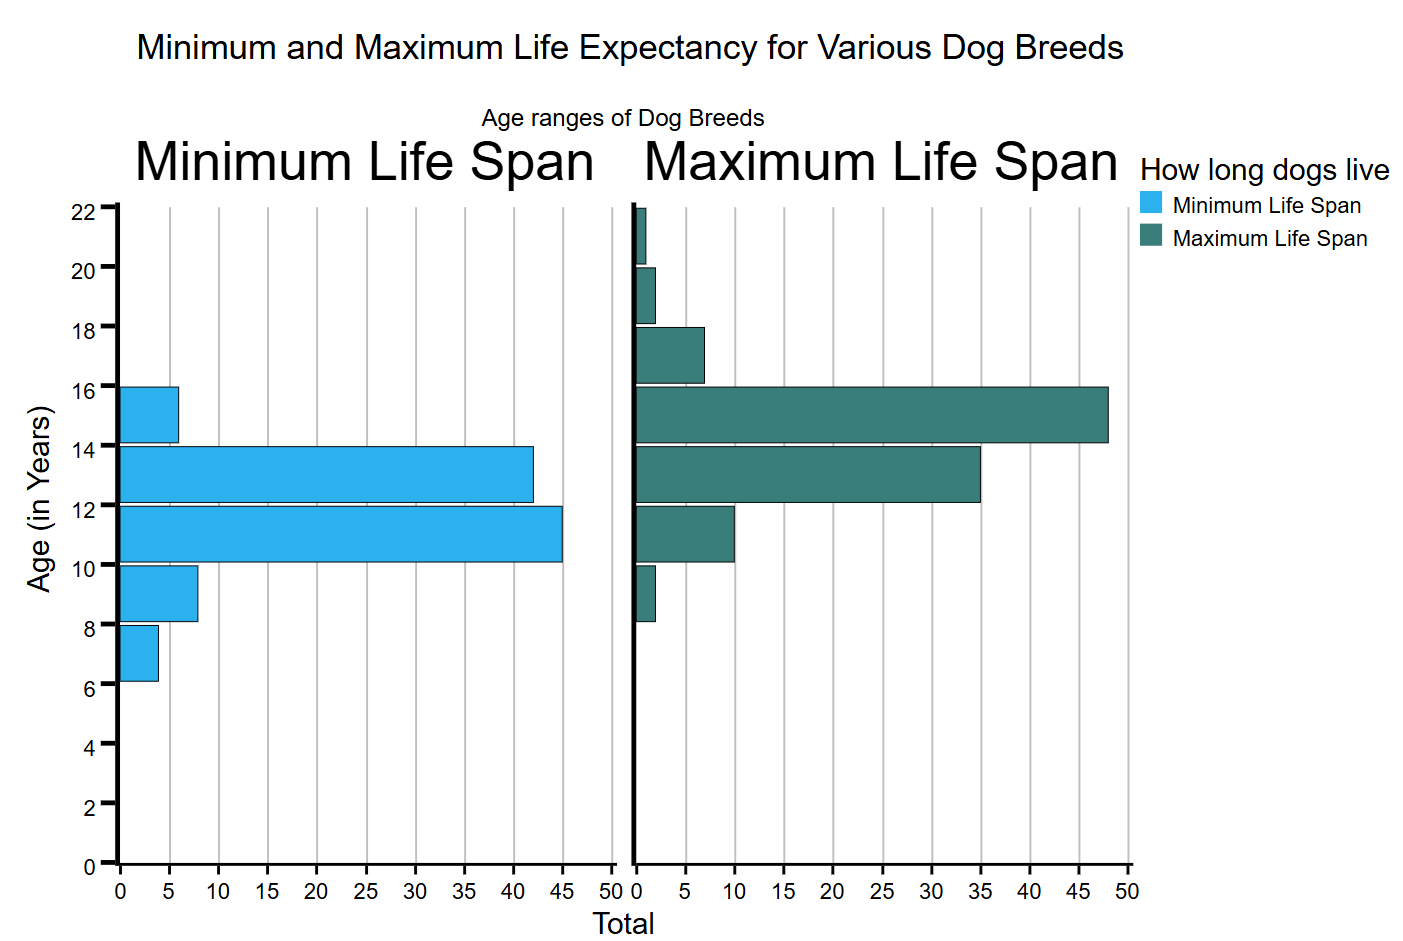 Minimum and Maximum Life Expectancy for Various Dog Breeds
Age ranges of Dog Breeds
Minimum Life Span
Maximum Life Span
How long dogs live
Minimum Life Span
Maximum Life Span
Age (in Years)
22
20
18
16
14
12
10
8
6
4
2
0
0 5 10 15 20 25 30 35 40 45 50
0 5 10 15 20 25 30 35 40 45 50
Total